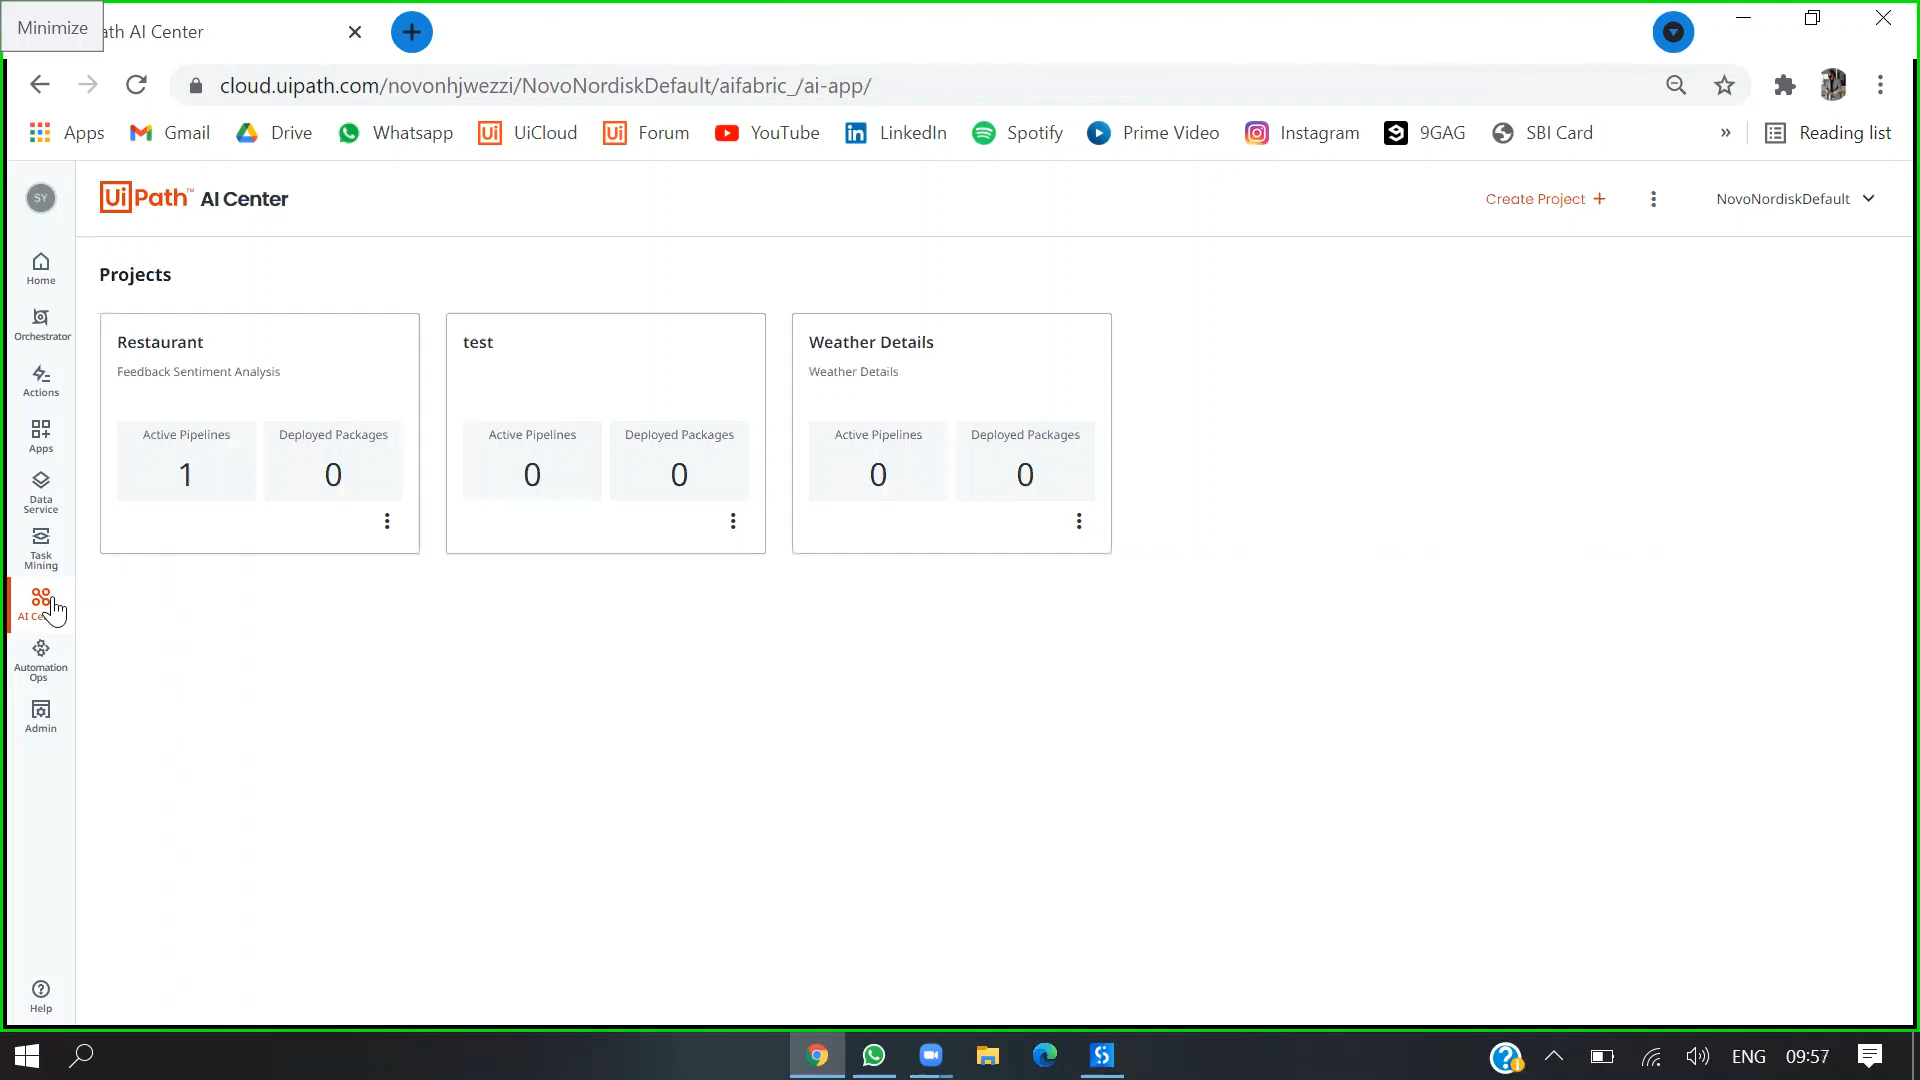 Minimize
ath AI Center
cloud.uipath.com/novonhjwezzi/NovoNordiskDefault/aifabric_/ai-app/
Apps Gmail Drive Whatsapp UiCloud Forum YouTube LinkedIn Spotify Prime Video Instagram 9GAG SBI Card » Reading list
SY
UiPath™ AI Center
Create Project +
NovoNordiskDefault
Home
Orchestrator
Actions
Apps
Data
Service
Task
Mining
AI Ce
Automation
Ops
Admin
Help
Projects
Restaurant
Feedback Sentiment Analysis
Active Pipelines
1
Deployed Packages
0
test
Active Pipelines
0
Deployed Packages
0
Weather Details
Weather Details
Active Pipelines
0
Deployed Packages
0
ENG 09:57